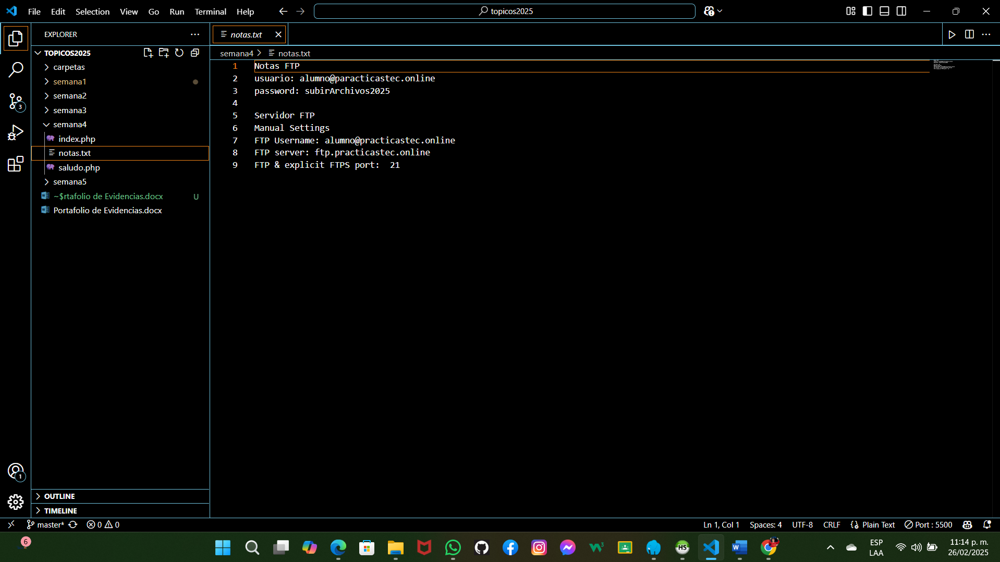 File Edit Selection View Go Run Terminal Help
topicos2025
EXPLORER
notas.txt
TOPICOS2025
semana4 > notas.txt
carpetas
semana1
semana2
semana3
semana4
index.php
notas.txt
saludo.php
semana5
~$rtafolio de Evidencias.docx U
Portafolio de Evidencias.docx
1 Notas FTP
2 usuario: alumno@paracticastec.online
3 password: subirArchivos2025
4
5 Servidor FTP
6 Manual Settings
7 FTP Username: alumno@practicastec.online
8 FTP server: ftp.practicastec.online
9 FTP & explicit FTPS port:  21
3
1
OUTLINE
TIMELINE
master* 0 0
Ln 1, Col 1 Spaces: 4 UTF-8 CRLF Plain Text Port : 5500
6
W3
HS
W
ESP
LAA
11:14 p. m.
26/02/2025